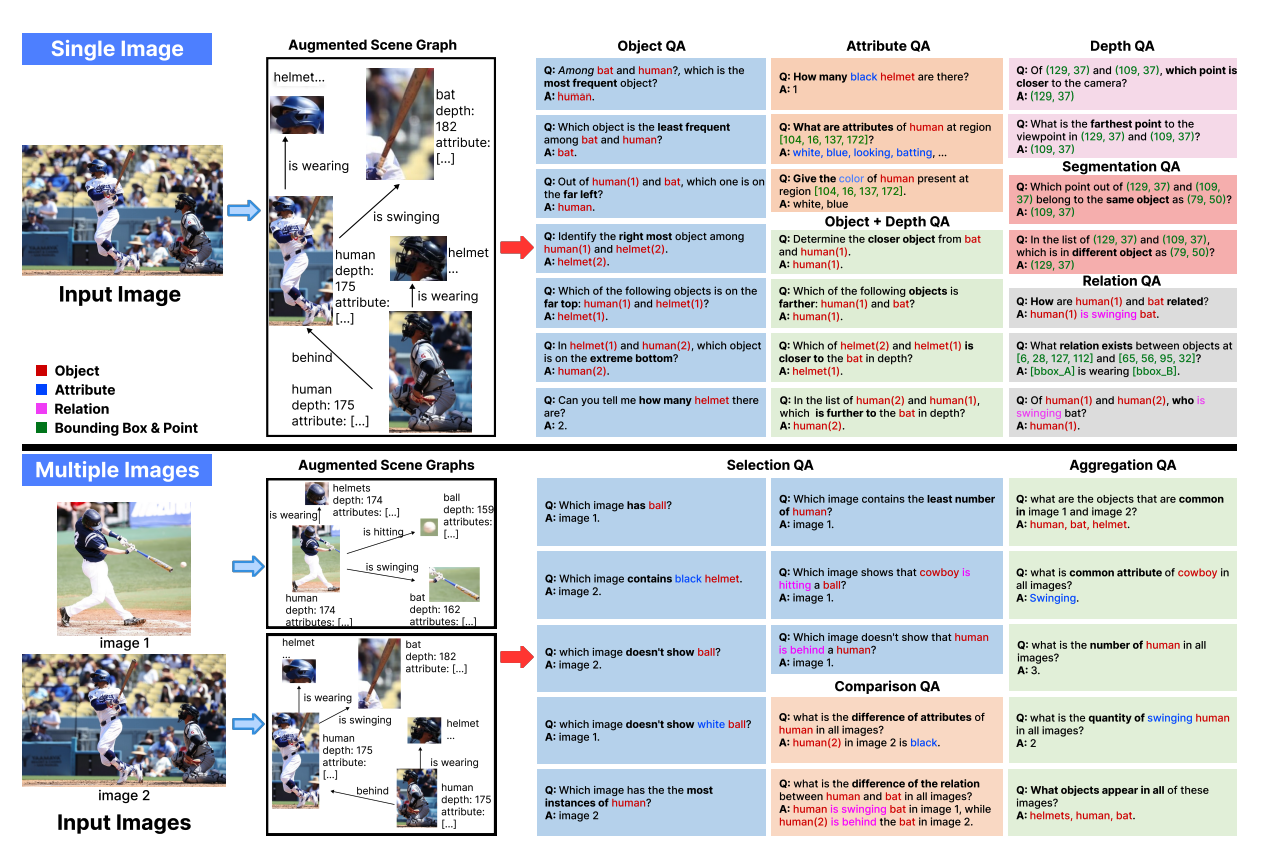 Single Image
Augmented Scene Graph
Object QA
Attribute QA
Depth QA
Input Image
Object
Attribute
Relation
Bounding Box & Point
helmet...
bat
depth:
182
attribute:
[...]
is wearing
is swinging
human
depth:
175
attribute:
[...]
helmet
...
is wearing
behind
human
depth: 175
attribute: [...]
Q: Among bat and human?, which is the
most frequent object?
A: human.
Q: Which object is the least frequent
among bat and human?
A: bat.
Q: Out of human(1) and bat, which one is on
the far left?
A: human.
Q: Identify the right most object among
human(1) and helmet(2).
A: helmet(2).
Q: Which of the following objects is on the
far top: human(1) and helmet(1)?
A: helmet(1).
Q: In helmet(1) and human(2), which object
is on the extreme bottom?
A: human(2).
Q: Can you tell me how many helmet there
are?
A: 2.
Q: How many black helmet are there?
A: 1
Q: What are attributes of human at region
[104, 16, 137, 172]?
A: white, blue, looking, batting, ...
Q: Give the color of human present at
region [104, 16, 137, 172].
A: white, blue
Object + Depth QA
Q: Determine the closer object from bat
and human(1).
A: human(1).
Q: Which of the following objects is
farther: human(1) and bat?
A: human(1).
Q: Which of helmet(2) and helmet(1) is
closer to the bat in depth?
A: helmet(1).
Q: In the list of human(2) and human(1),
which is further to the bat in depth?
A: human(2).
Q: Of (129, 37) and (109, 37), which point is
closer to the camera?
A: (129, 37)
Q: What is the farthest point to the
viewpoint in (129, 37) and (109, 37)?
A: (109, 37)
Segmentation QA
Q: Which point out of (129, 37) and (109,
37) belong to the same object as (79, 50)?
A: (109, 37)
Q: In the list of (129, 37) and (109, 37),
which is in different object as (79, 50)?
A: (129, 37)
Relation QA
Q: How are human(1) and bat related?
A: human(1) is swinging bat.
Q: What relation exists between objects at
[6, 28, 127, 112] and [65, 56, 95, 32]?
A: [bbox_A] is wearing [bbox_B].
Q: Of human(1) and human(2), who is
swinging bat?
A: human(1).
Multiple Images
Augmented Scene Graphs
Selection QA
Aggregation QA
image 1
image 2
Input Images
helmets
depth: 174
attributes: [...]
ball
depth: 159
attributes:
[...]
is wearing
is hitting
is swinging
human
depth: 174
attributes: [...]
bat
depth: 162
attributes: [...]
helmet
...
bat
depth: 182
attribute: [...]
is wearing
is swinging
human
depth: 175
attribute:
[...]
helmet
...
is wearing
behind
human
depth: 175
attribute:
[...]
Q: Which image has ball?
A: image 1.
Q: Which image contains black helmet.
A: image 2.
Q: which image doesn't show ball?
A: image 2.
Q: which image doesn't show white ball?
A: image 1.
Q: Which image has the the most
instances of human?
A: image 2
Q: Which image contains the least number
of human?
A: image 1.
Q: Which image shows that cowboy is
hitting a ball?
A: image 1.
Q: Which image doesn't show that human
is behind a human?
A: image 1.
Comparison QA
Q: what is the difference of attributes of
human in all images?
A: human(2) in image 2 is black.
Q: what is the difference of the relation
between human and bat in all images?
A: human is swinging bat in image 1, while
human(2) is behind the bat in image 2.
Q: what are the objects that are common
in image 1 and image 2?
A: human, bat, helmet.
Q: what is common attribute of cowboy in
all images?
A: Swinging.
Q: what is the number of human in all
images?
A: 3.
Q: what is the quantity of swinging human
in all images?
A: 2
Q: What objects appear in all of these
images?
A: helmets, human, bat.